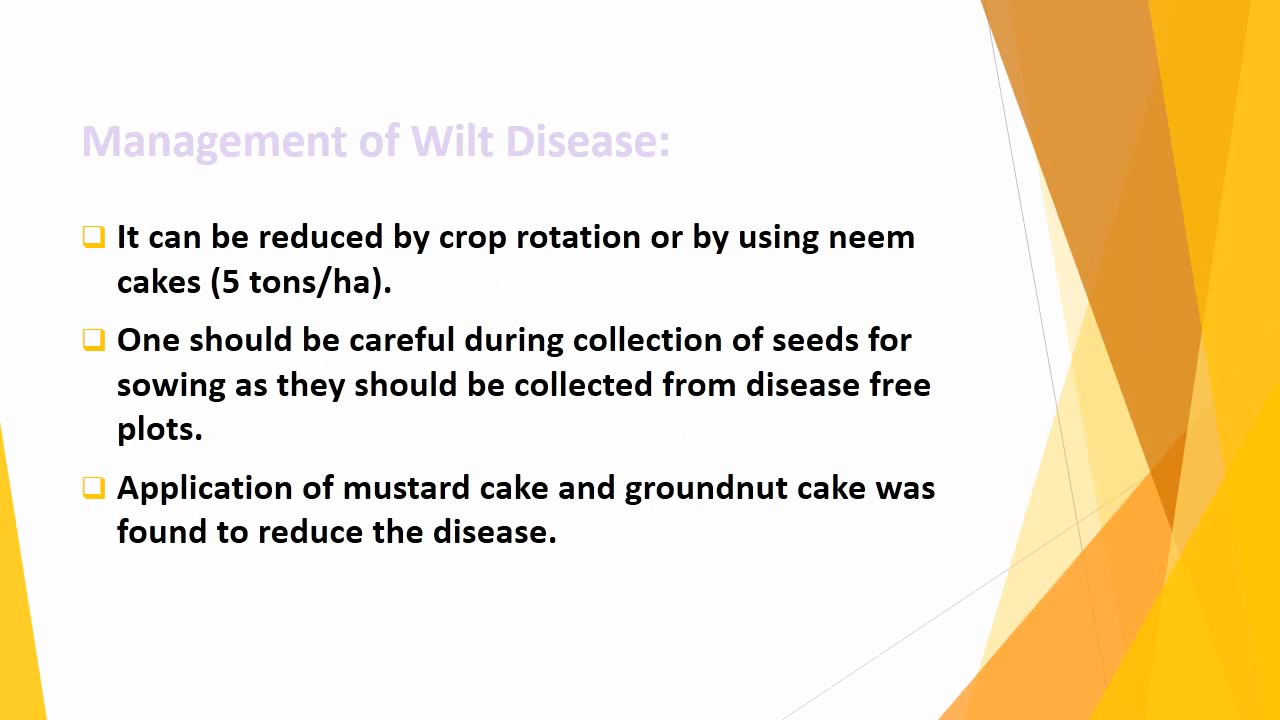 Management of Wilt Disease:
It can be reduced by crop rotation or by using neem
cakes (5 tons/ha).
One should be careful during collection of seeds for
sowing as they should be collected from disease free
plots.
Application of mustard cake and groundnut cake was
found to reduce the disease.